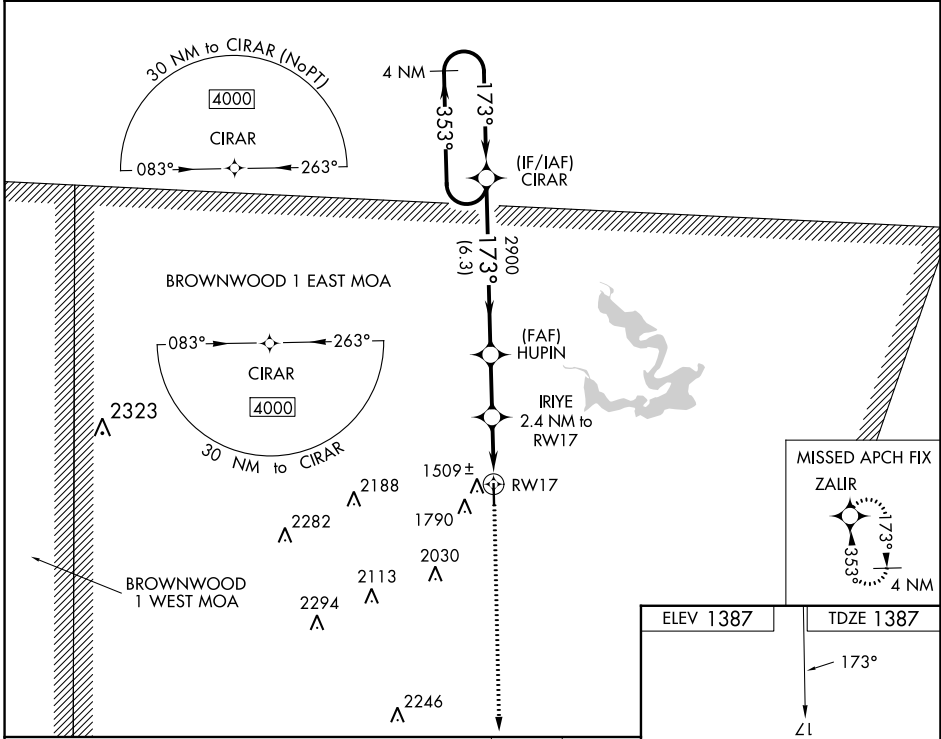 30 NM to CIRAR (NoPT)
4000
CIRAR
083°
263°
4 NM
353°
173°
(IF/IAF)
CIRAR
173°
2900
(6.3)
BROWNWOOD 1 EAST MOA
083°
263°
CIRAR
4000
30 NM to CIRAR
(FAF)
HUPIN
IRIYE
2.4 NM to
RW17
2323
1509±
RW17
2188
1790
2282
2030
2113
2294
2246
BROWNWOOD
1 WEST MOA
MISSED APCH FIX
ZALIR
173°
353°
4 NM
ELEV 1387
TDZE 1387
173°
17